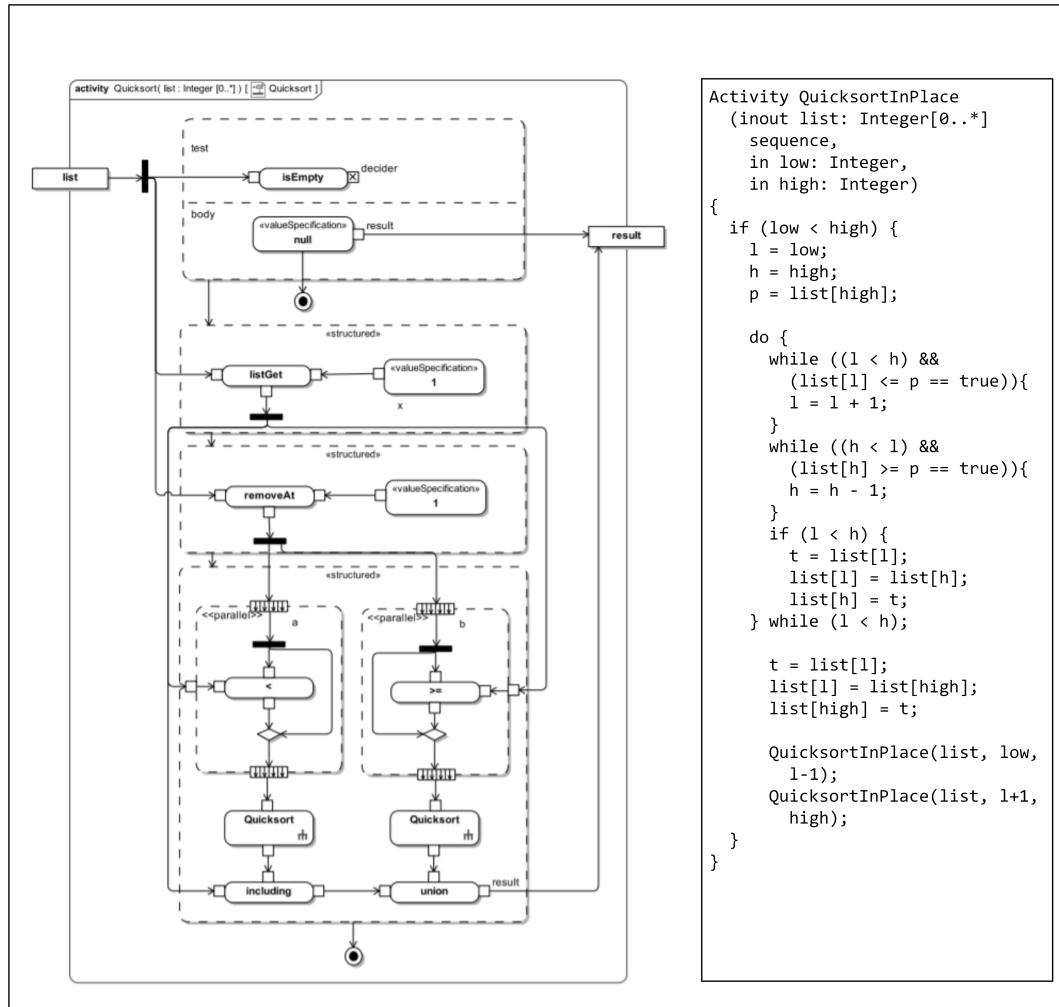 activity Quicksort( list : Integer [0..*] ) [ Quicksort ]
test
list
isEmpty
decider
body
«valueSpecification»
null
result
result
«structured»
listGet
«valueSpecification»
1
x
«structured»
removeAt
«valueSpecification»
1
«structured»
<<parallel>>
a
<<parallel>>
b
<
>=
Quicksort
Quicksort
including
union
result
Activity QuicksortInPlace
(inout list: Integer[0..*]
sequence,
in low: Integer,
in high: Integer)
{
if (low < high) {
l = low;
h = high;
p = list[high];
do {
while ((l < h) &&
(list[l] <= p == true)){
l = l + 1;
}
while ((h < l) &&
(list[h] >= p == true)){
h = h - 1;
}
if (l < h) {
t = list[l];
list[l] = list[h];
list[h] = t;
} while (l < h);
t = list[l];
list[l] = list[high];
list[high] = t;
QuicksortInPlace(list, low,
l-1);
QuicksortInPlace(list, l+1,
high);
}
}